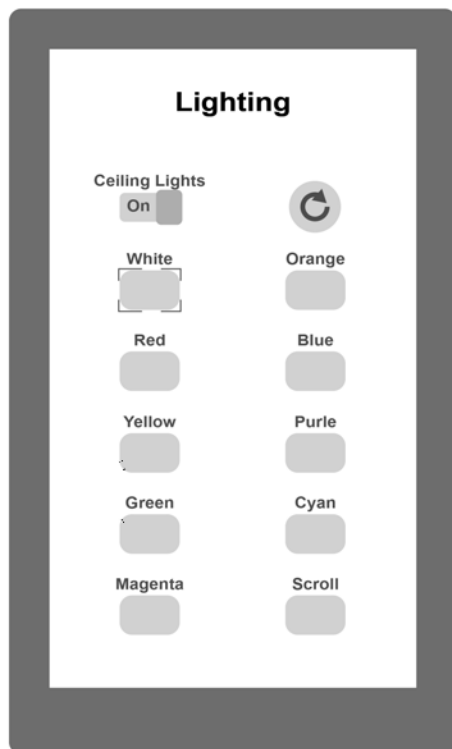 Lighting
Ceiling Lights
On
White Orange
Red Blue
Yellow Purle
Green Cyan
Magenta Scroll